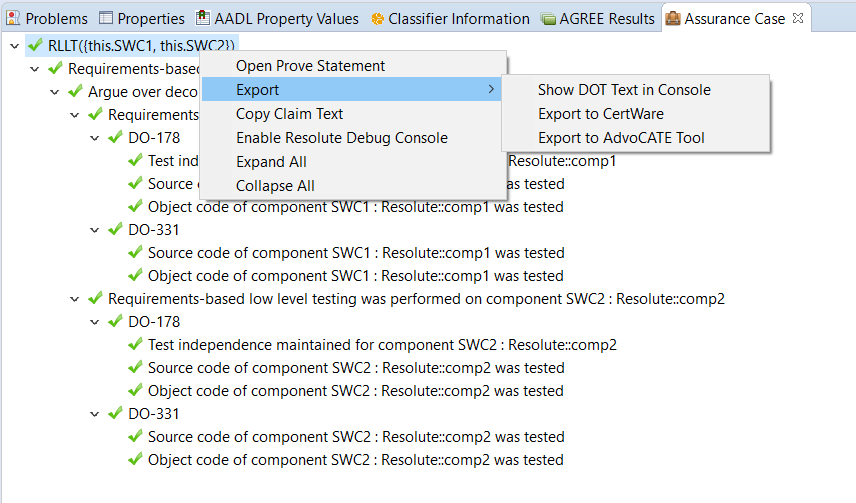 Problems Properties AADL Property Values Classifier Information AGREE Results Assurance Case
RLLT({this.SWC1, this.SWC2})
Requirements-base
Open Prove Statement
Argue over deco
Export
Show DOT Text in Console
Requirements
Copy Claim Text
Export to CertWare
DO-178
Enable Resolute Debug Console
Export to AdvoCATE Tool
Test inde
Expand All
Resolute::comp1
Source c
Collapse All
as tested
Object code of component SWC1 : Resolute::comp1 was tested
DO-331
Source code of component SWC1 : Resolute::comp1 was tested
Object code of component SWC1 : Resolute::comp1 was tested
Requirements-based low level testing was performed on component SWC2 : Resolute::comp2
DO-178
Test independence maintained for component SWC2 : Resolute::comp2
Source code of component SWC2 : Resolute::comp2 was tested
Object code of component SWC2 : Resolute::comp2 was tested
DO-331
Source code of component SWC2 : Resolute::comp2 was tested
Object code of component SWC2 : Resolute::comp2 was tested